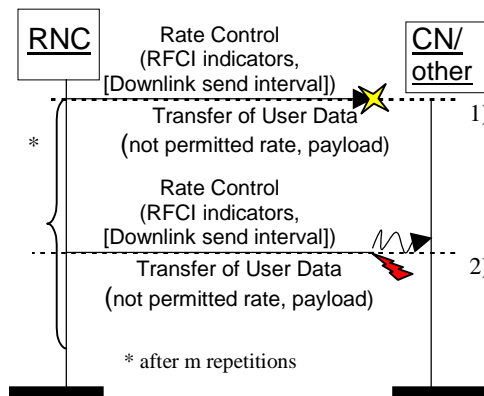 RNC
CN/
other
Rate Control
(RFCI indicators,
[Downlink send interval])
1)
Transfer of User Data
(not permitted rate, payload)
*
Rate Control
(RFCI indicators,
[Downlink send interval])
2)
Transfer of User Data
(not permitted rate, payload)
* after m repetitions